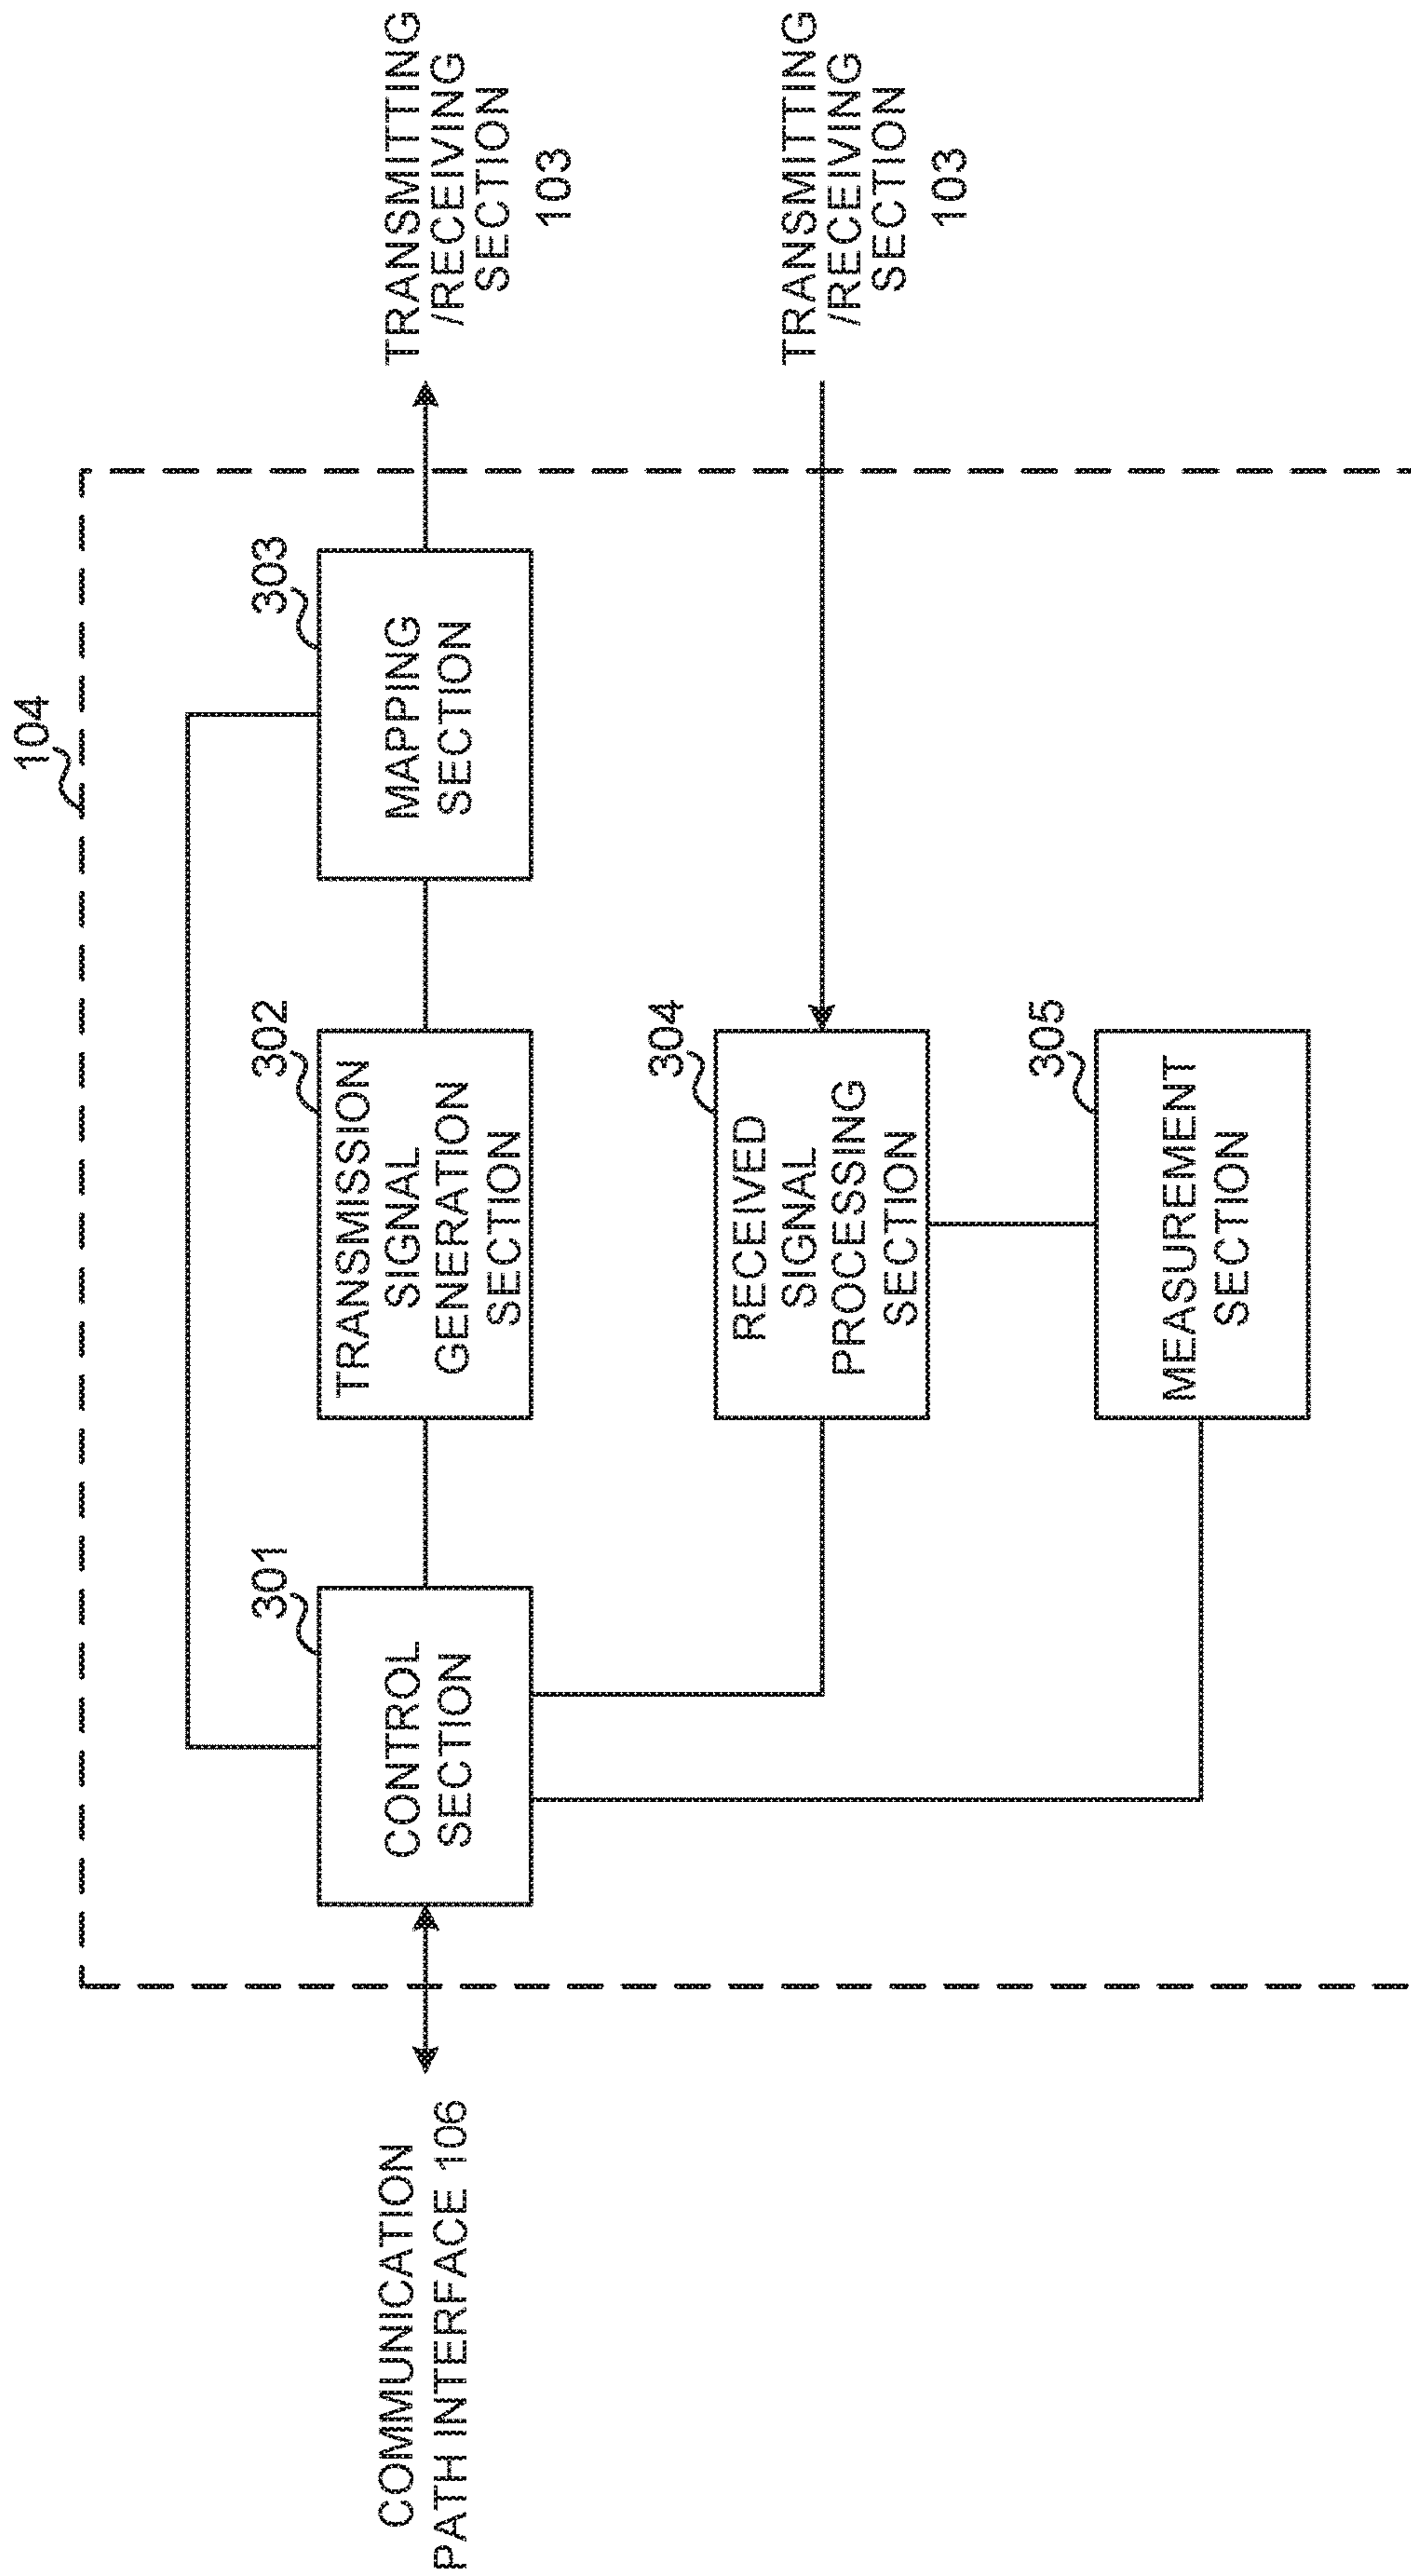 104
COMMUNICATION
PATH INTERFACE 106
301
CONTROL
SECTION
302
TRANSMISSION
SIGNAL
GENERATION
SECTION
303
MAPPING
SECTION
TRANSMITTING
/RECEIVING
SECTION
103
304
RECEIVED
SIGNAL
PROCESSING
SECTION
TRANSMITTING
/RECEIVING
SECTION
103
305
MEASUREMENT
SECTION